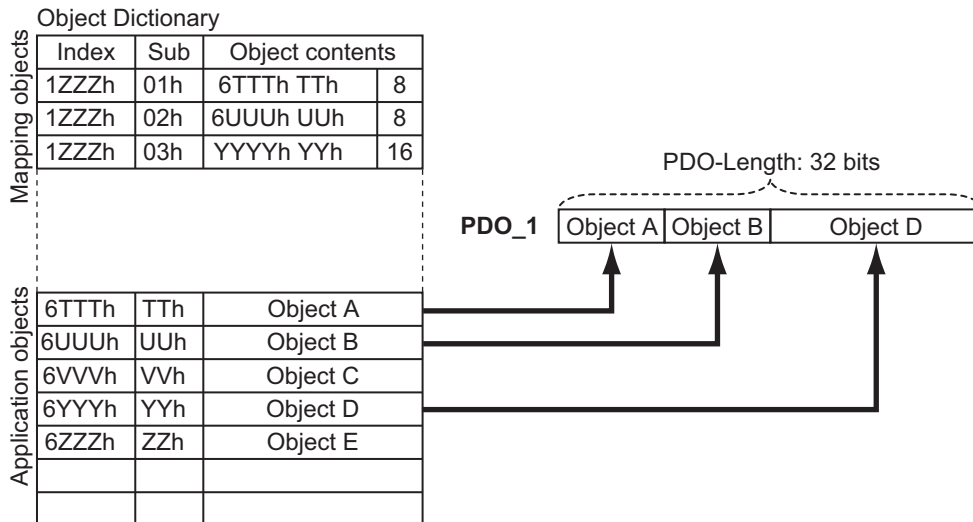 Object Dictionary
Mapping objects
Index Sub Object contents
1ZZZh 01h 6TTTh TTh 8
1ZZZh 02h 6UUUh UUh 8
1ZZZh 03h YYYYh YYh 16
PDO-Length: 32 bits
PDO_1 Object A Object B Object D
Application objects
6TTTh TTh Object A
6UUUh UUh Object B
6VVVh VVh Object C
6YYYh YYh Object D
6ZZZh ZZh Object E